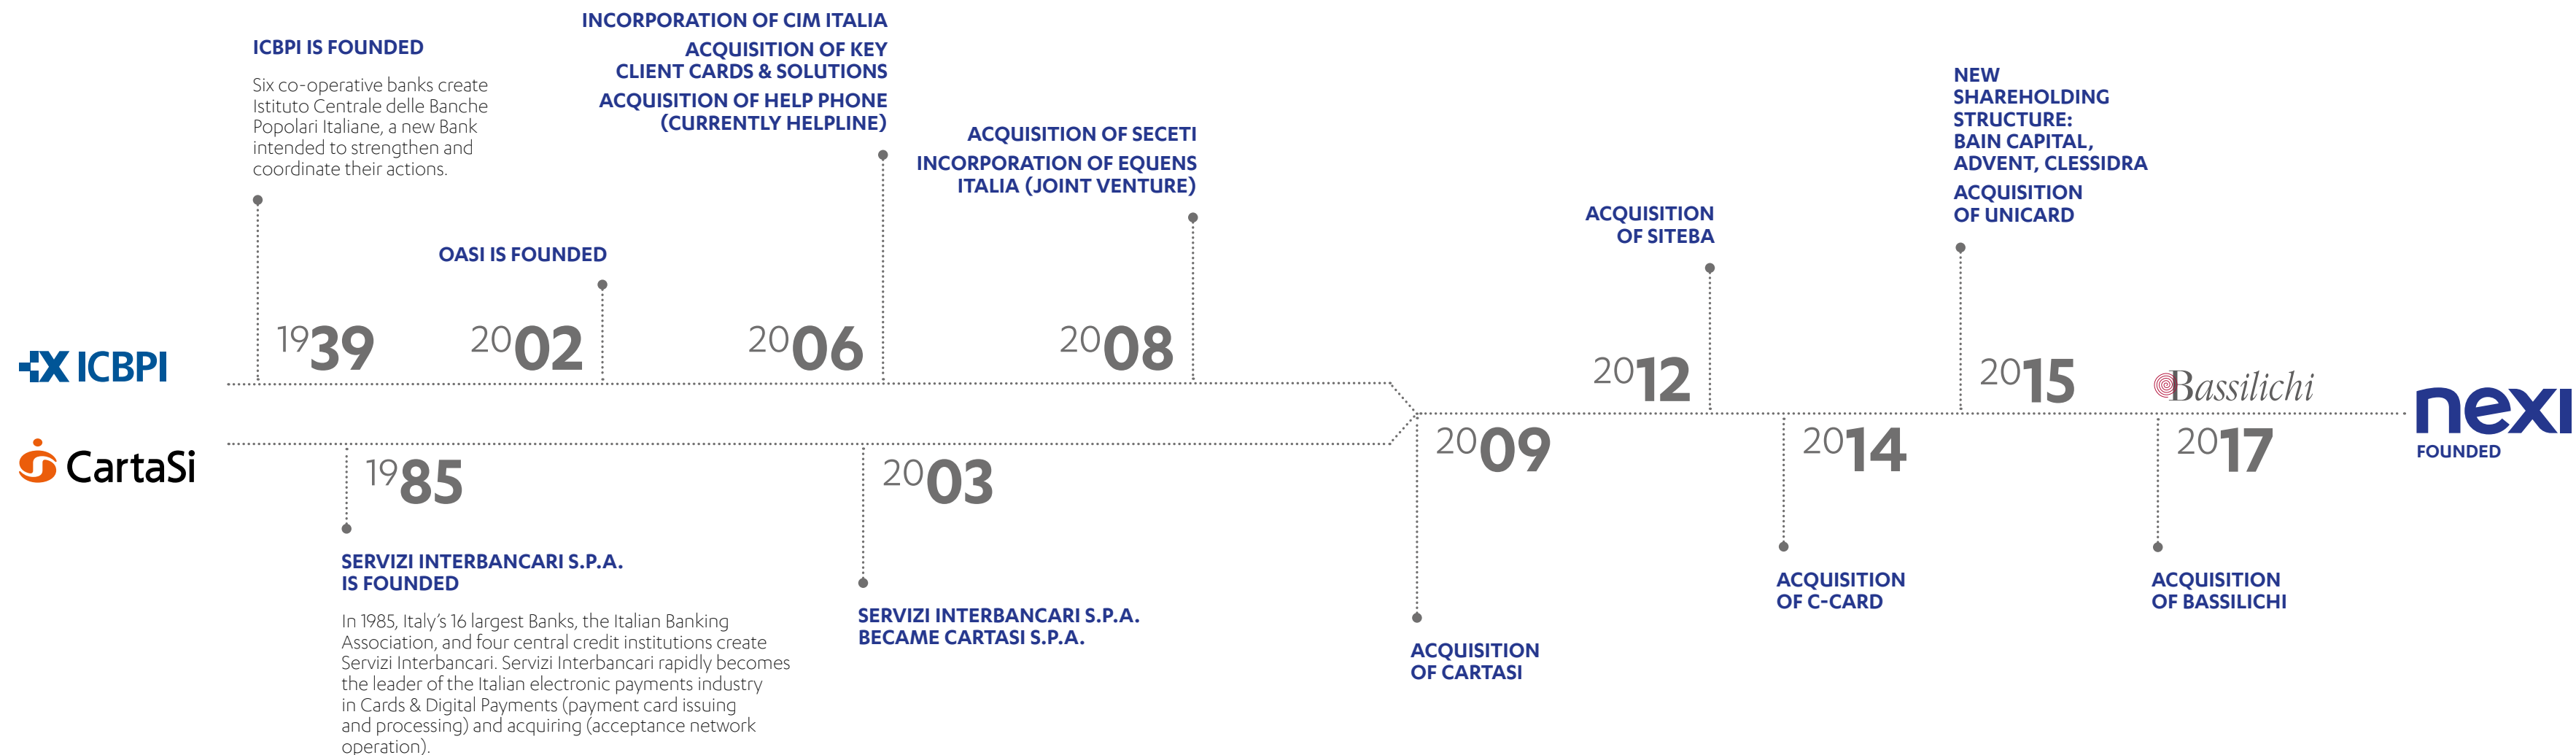 ICBPI
CartaSi
ICBPI IS FOUNDED
Six co-operative banks create
Istituto Centrale delle Banche
Popolari Italiane, a new Bank
intended to strengthen and
coordinate their actions.
1939
OASI IS FOUNDED
2002
INCORPORATION OF CIM ITALIA
ACQUISITION OF KEY
CLIENT CARDS & SOLUTIONS
ACQUISITION OF HELP PHONE
(CURRENTLY HELPLINE)
2006
ACQUISITION OF SECETI
INCORPORATION OF EQUENS
ITALIA (JOINT VENTURE)
2008
1985
SERVIZI INTERBANCARI S.P.A.
IS FOUNDED
In 1985, Italy’s 16 largest Banks, the Italian Banking
Association, and four central credit institutions create
Servizi Interbancari. Servizi Interbancari rapidly becomes
the leader of the Italian electronic payments industry
in Cards & Digital Payments (payment card issuing
and processing) and acquiring (acceptance network
operation).
2003
SERVIZI INTERBANCARI S.P.A.
BECAME CARTASI S.P.A.
2009
ACQUISITION
OF CARTASI
ACQUISITION
OF SITEBA
2012
2014
ACQUISITION
OF C-CARD
NEW
SHAREHOLDING
STRUCTURE:
BAIN CAPITAL,
ADVENT, CLESSIDRA
ACQUISITION
OF UNICARD
2015
Bassilichi
2017
ACQUISITION
OF BASSILICHI
nexi
FOUNDED